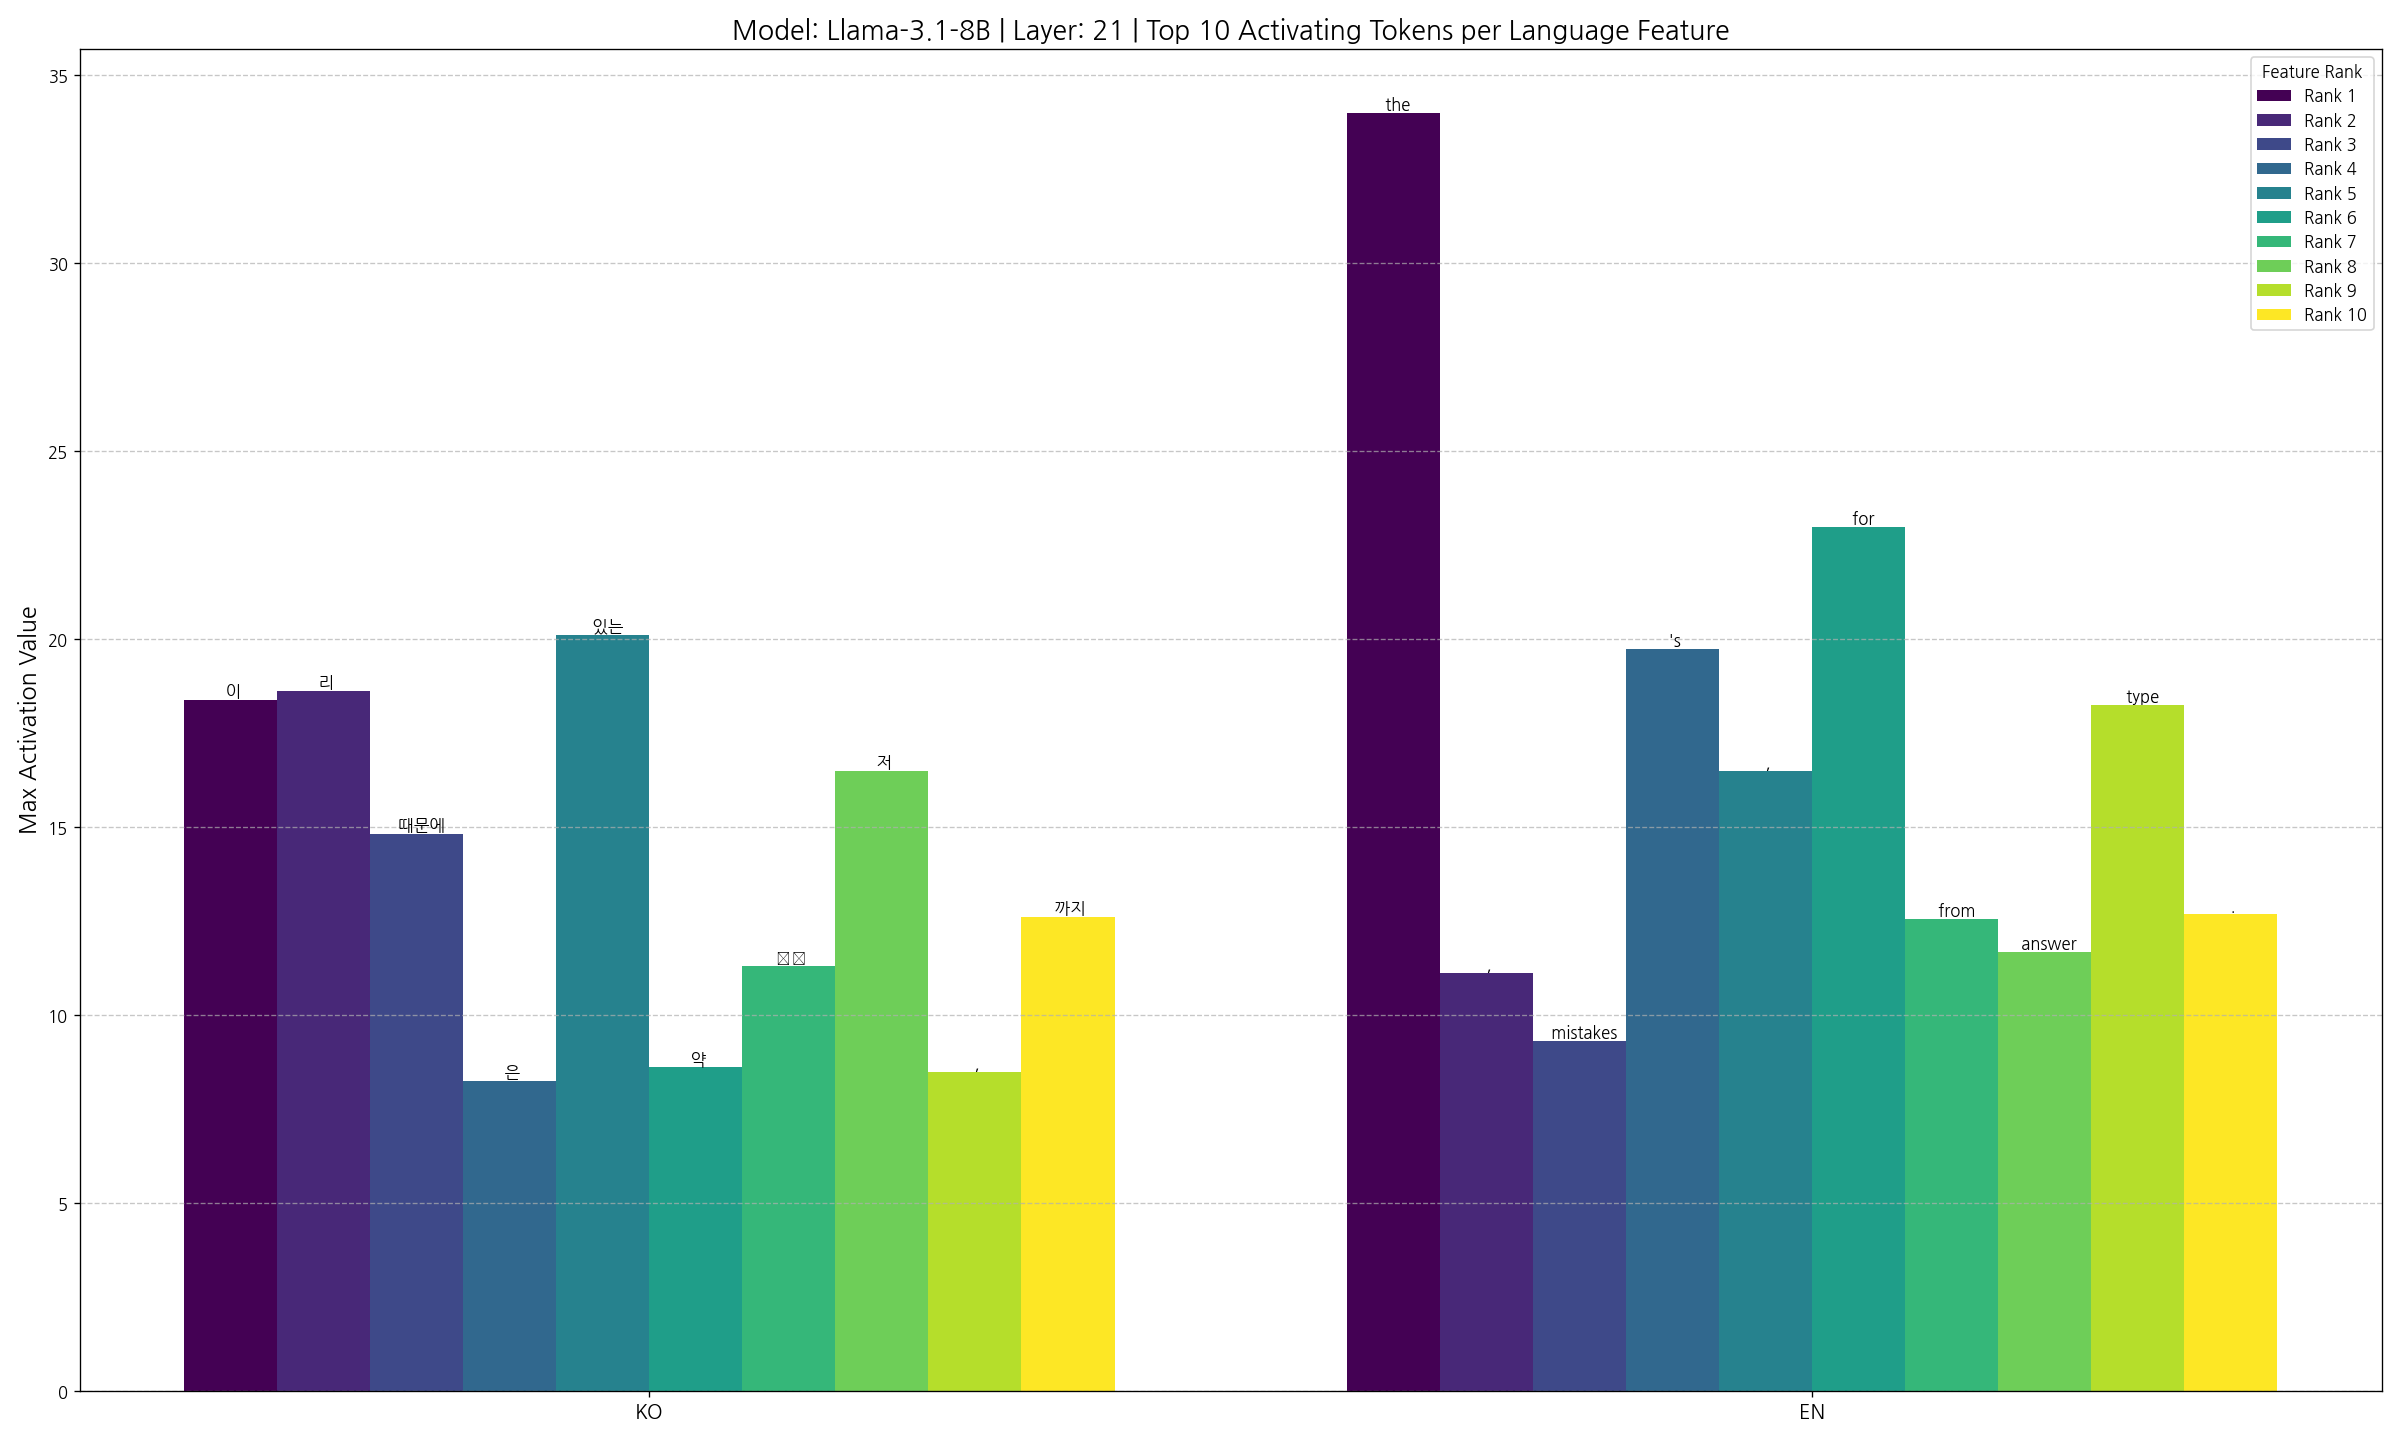 Model: Llama-3.1-8B | Layer: 21 | Top 10 Activating Tokens per Language Feature
Max Activation Value
35
30
25
20
15
10
5
0
이
리
때문에
은
있는
약
저
,
까지
the
,
mistakes
's
,
for
from
answer
type
.
KO
EN
Feature Rank
Rank 1
Rank 2
Rank 3
Rank 4
Rank 5
Rank 6
Rank 7
Rank 8
Rank 9
Rank 10